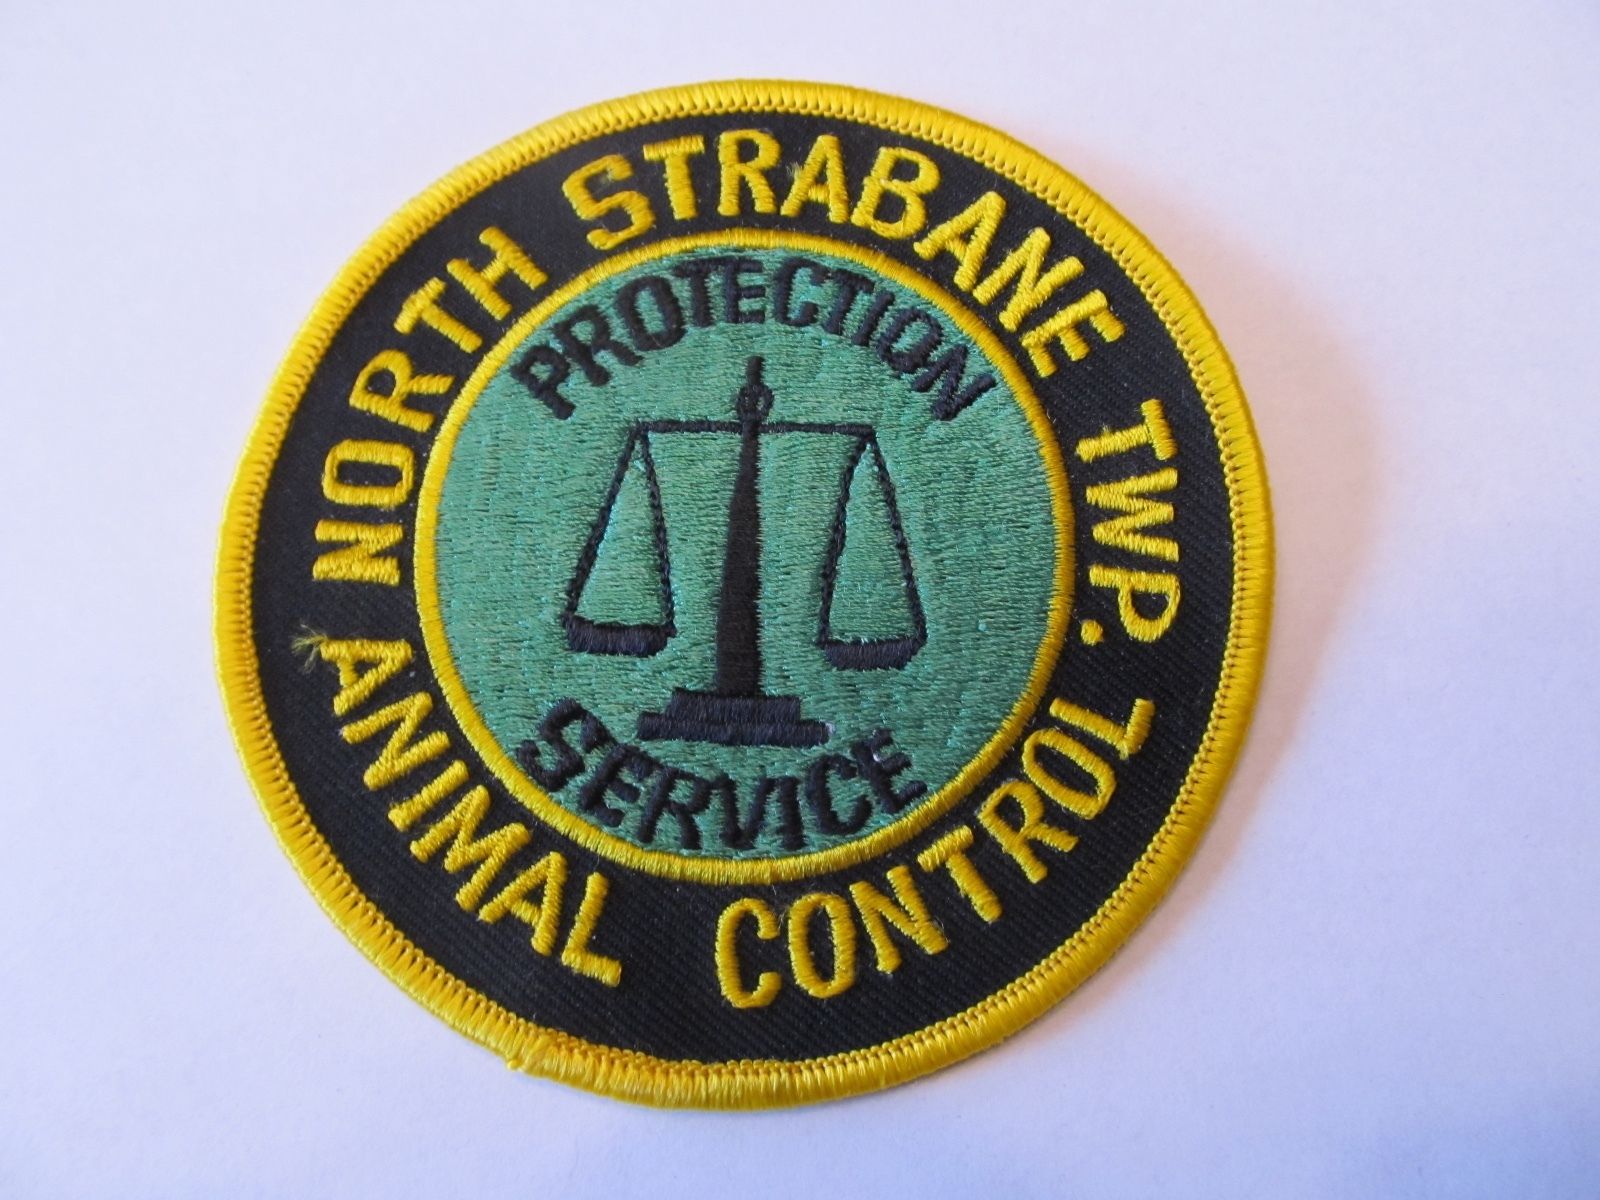 NORTH STRABANE TWP.
PROTECTION
SERVICE
ANIMAL CONTROL